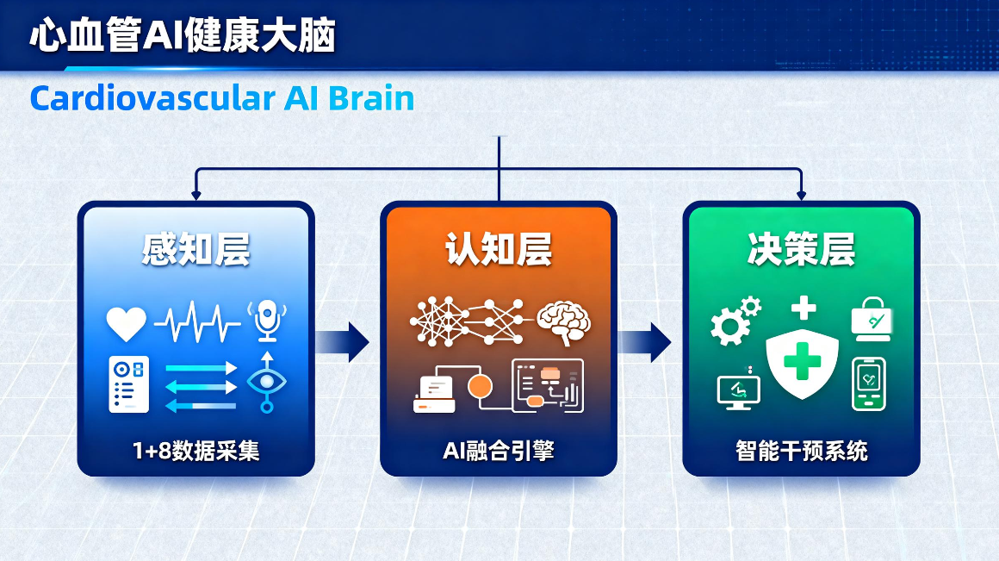 心血管AI健康大脑
Cardiovascular AI Brain
感知层
认知层
决策层
1+8数据采集
AI融合引擎
智能干预系统